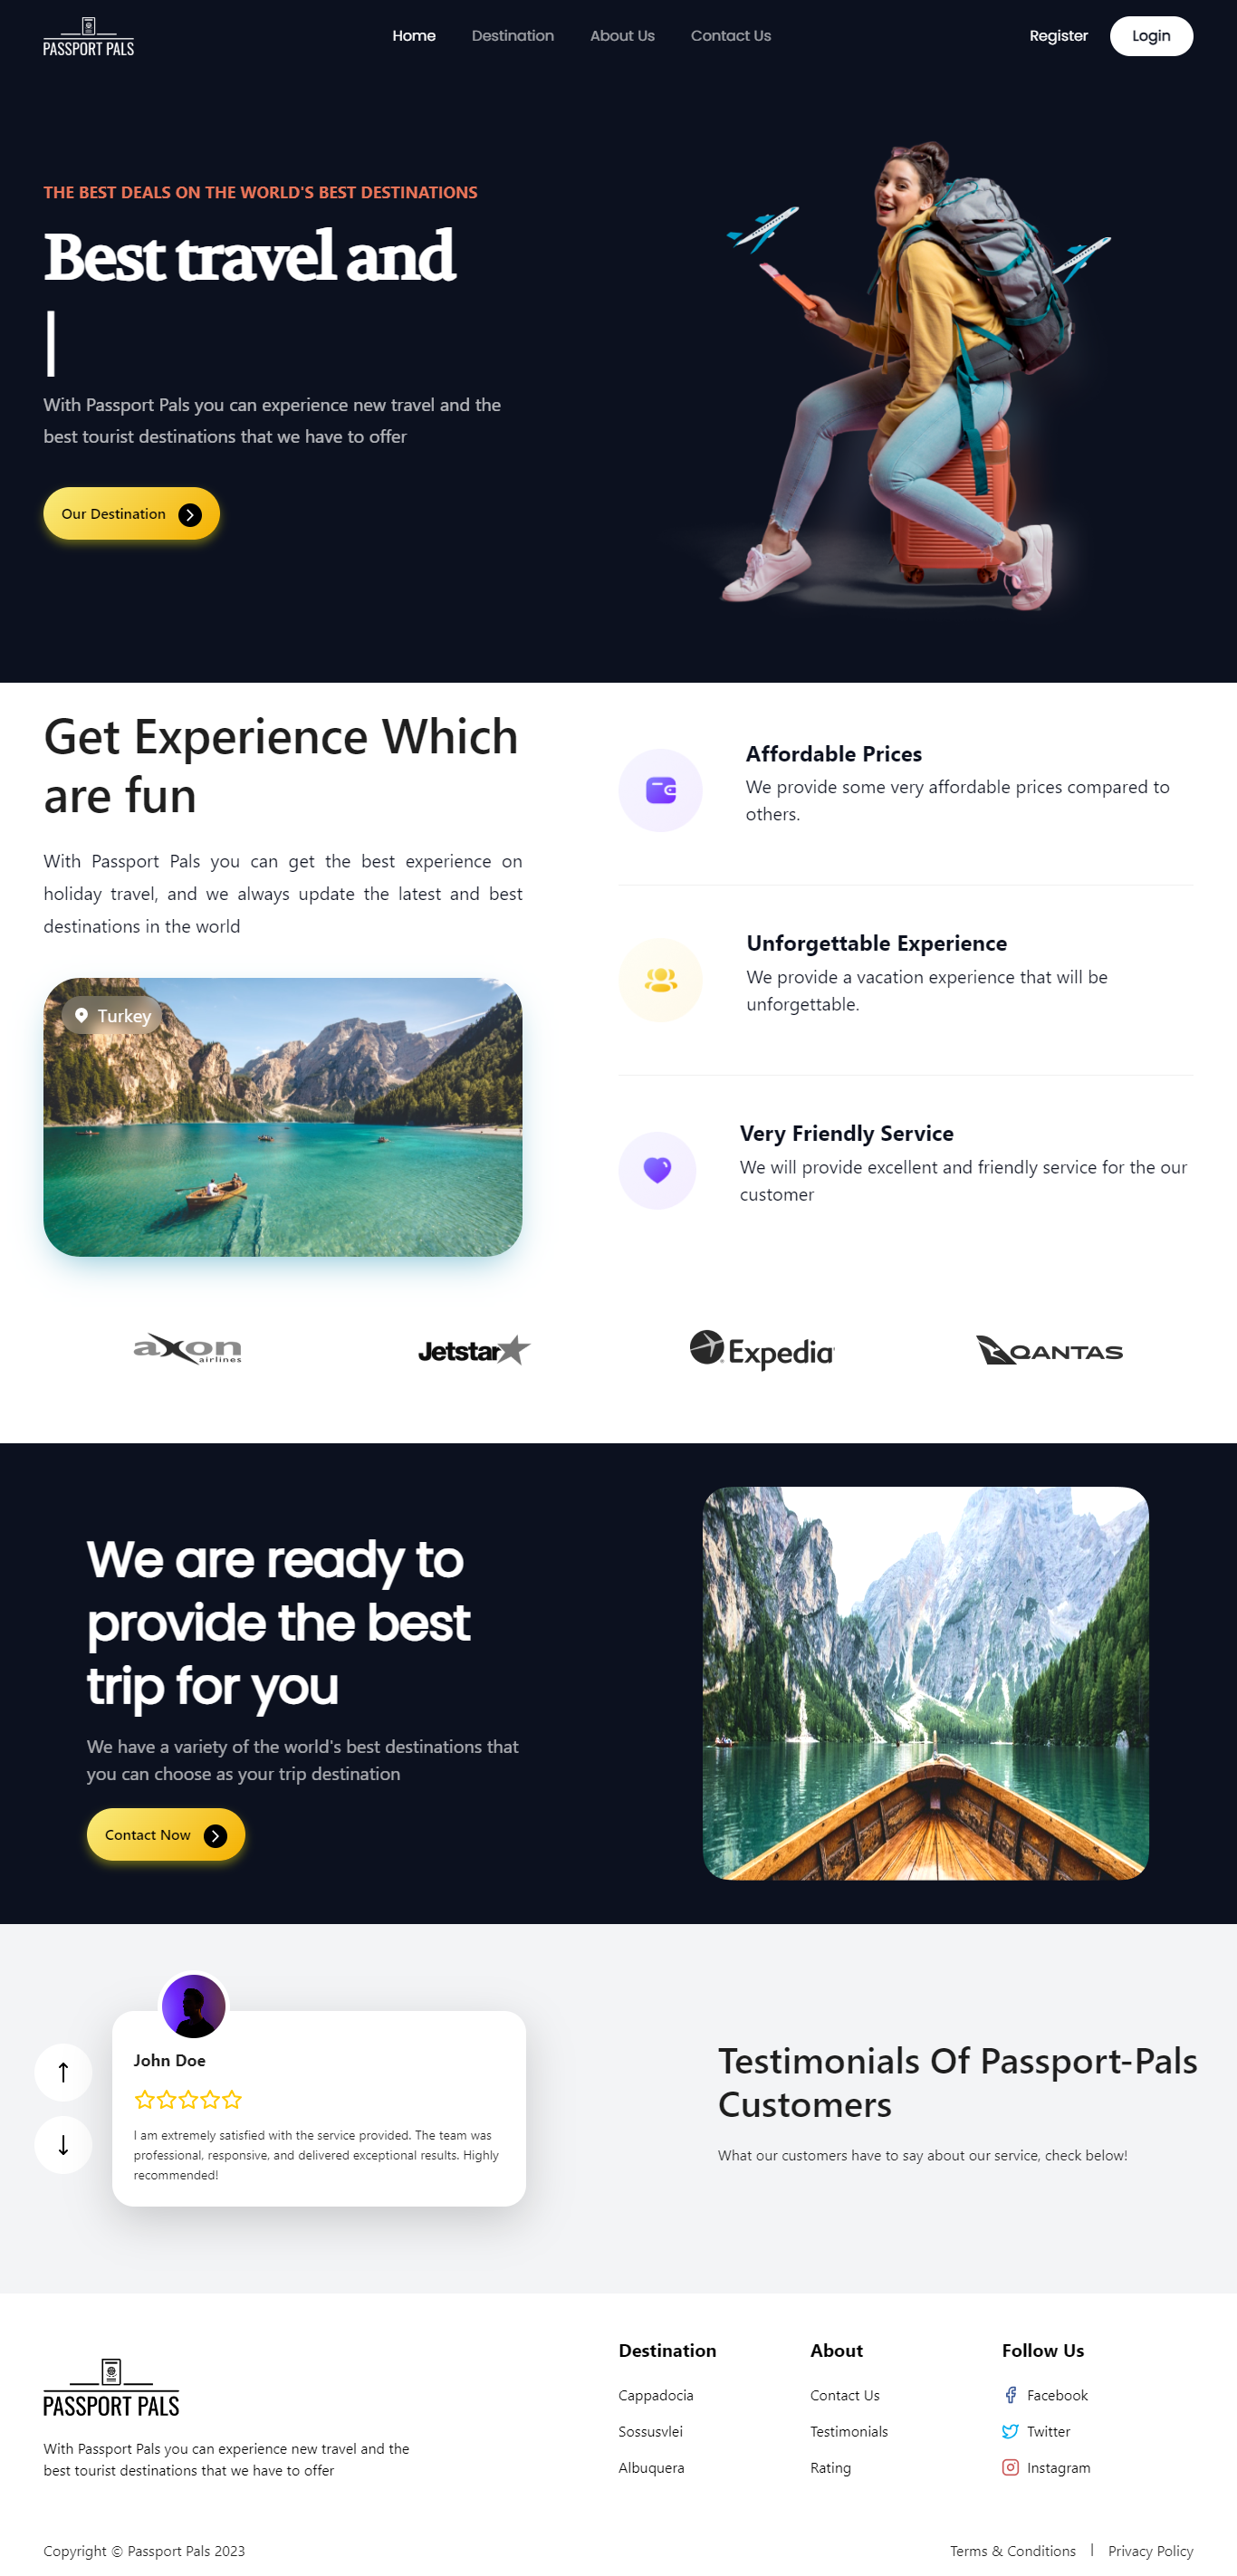 PASSPORT PALS
Home Destination About Us Contact Us
Register Login
THE BEST DEALS ON THE WORLD'S BEST DESTINATIONS
Best travel and
With Passport Pals you can experience new travel and the
best tourist destinations that we have to offer
Our Destination
Get Experience Which
are fun
With Passport Pals you can get the best experience on
holiday travel, and we always update the latest and best
destinations in the world
Turkey
Affordable Prices
We provide some very affordable prices compared to
others.
Unforgettable Experience
We provide a vacation experience that will be
unforgettable.
Very Friendly Service
We will provide excellent and friendly service for the our
customer
axon
airlines
Jetstar
Expedia
QANTAS
We are ready to
provide the best
trip for you
We have a variety of the world's best destinations that
you can choose as your trip destination
Contact Now
John Doe
I am extremely satisfied with the service provided. The team was
professional, responsive, and delivered exceptional results. Highly
recommended!
Testimonials Of Passport-Pals
Customers
What our customers have to say about our service, check below!
PASSPORT PALS
With Passport Pals you can experience new travel and the
best tourist destinations that we have to offer
Destination
Cappadocia
Sossusvlei
Albuquera
About
Contact Us
Testimonials
Rating
Follow Us
Facebook
Twitter
Instagram
Copyright © Passport Pals 2023
Terms & Conditions | Privacy Policy